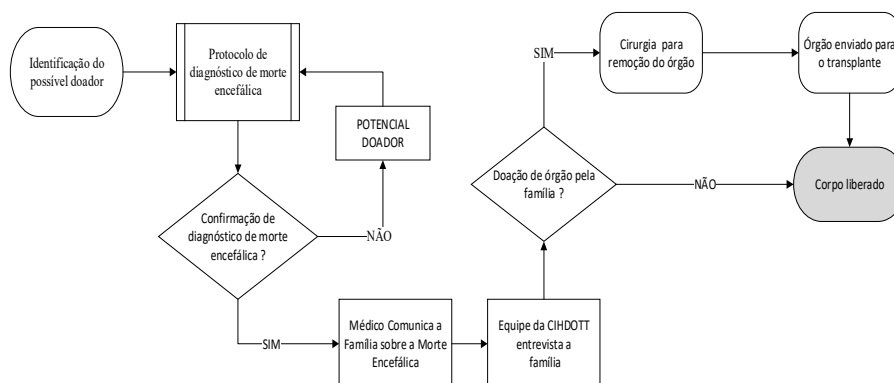 Identificação do
possível doador
Protocolo de
diagnóstico de morte
encefálica
POTENCIAL
DOADOR
Confirmação de
diagnóstico de morte
encefálica ?
NÃO
SIM
Médico Comunica a
Família sobre a Morte
Encefálica
Equipe da CIHDOTT
entrevista a
família
Doação de órgão pela
família ?
SIM
NÃO
Cirurgia para
remoção do órgão
Órgão enviado para
o transplante
Corpo liberado